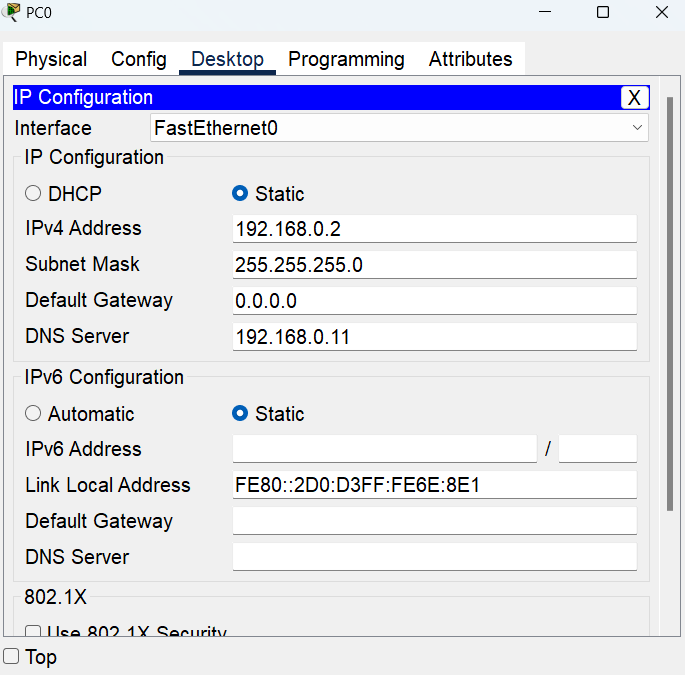 PC0
Physical Config Desktop Programming Attributes
IP Configuration X
Interface FastEthernet0
IP Configuration
DHCP Static
IPv4 Address 192.168.0.2
Subnet Mask 255.255.255.0
Default Gateway 0.0.0.0
DNS Server 192.168.0.11
IPv6 Configuration
Automatic Static
IPv6 Address /
Link Local Address FE80::2D0:D3FF:FE6E:8E1
Default Gateway
DNS Server
802.1X
Use 802.1X Security
Top